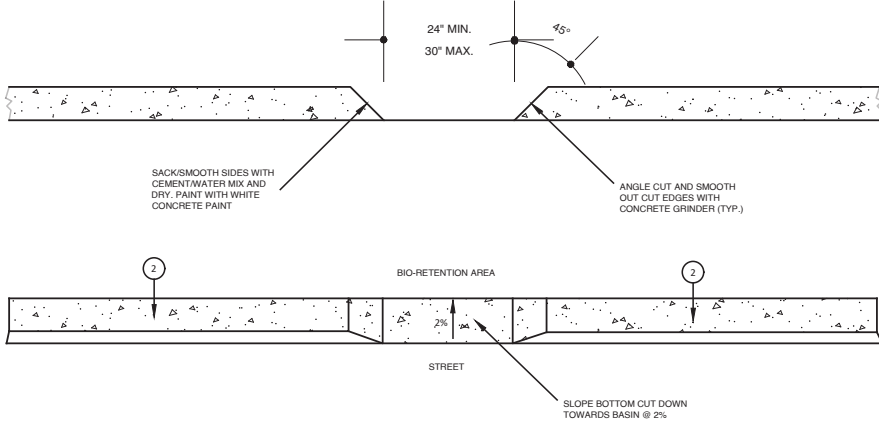 24" MIN.
30" MAX.
45°
SACK/SMOOTH SIDES WITH
CEMENT/WATER MIX AND
DRY. PAINT WITH WHITE
CONCRETE PAINT
ANGLE CUT AND SMOOTH
OUT CUT EDGES WITH
CONCRETE GRINDER (TYP.)
2
BIO-RETENTION AREA
2
2%
STREET
SLOPE BOTTOM CUT DOWN
TOWARDS BASIN @ 2%